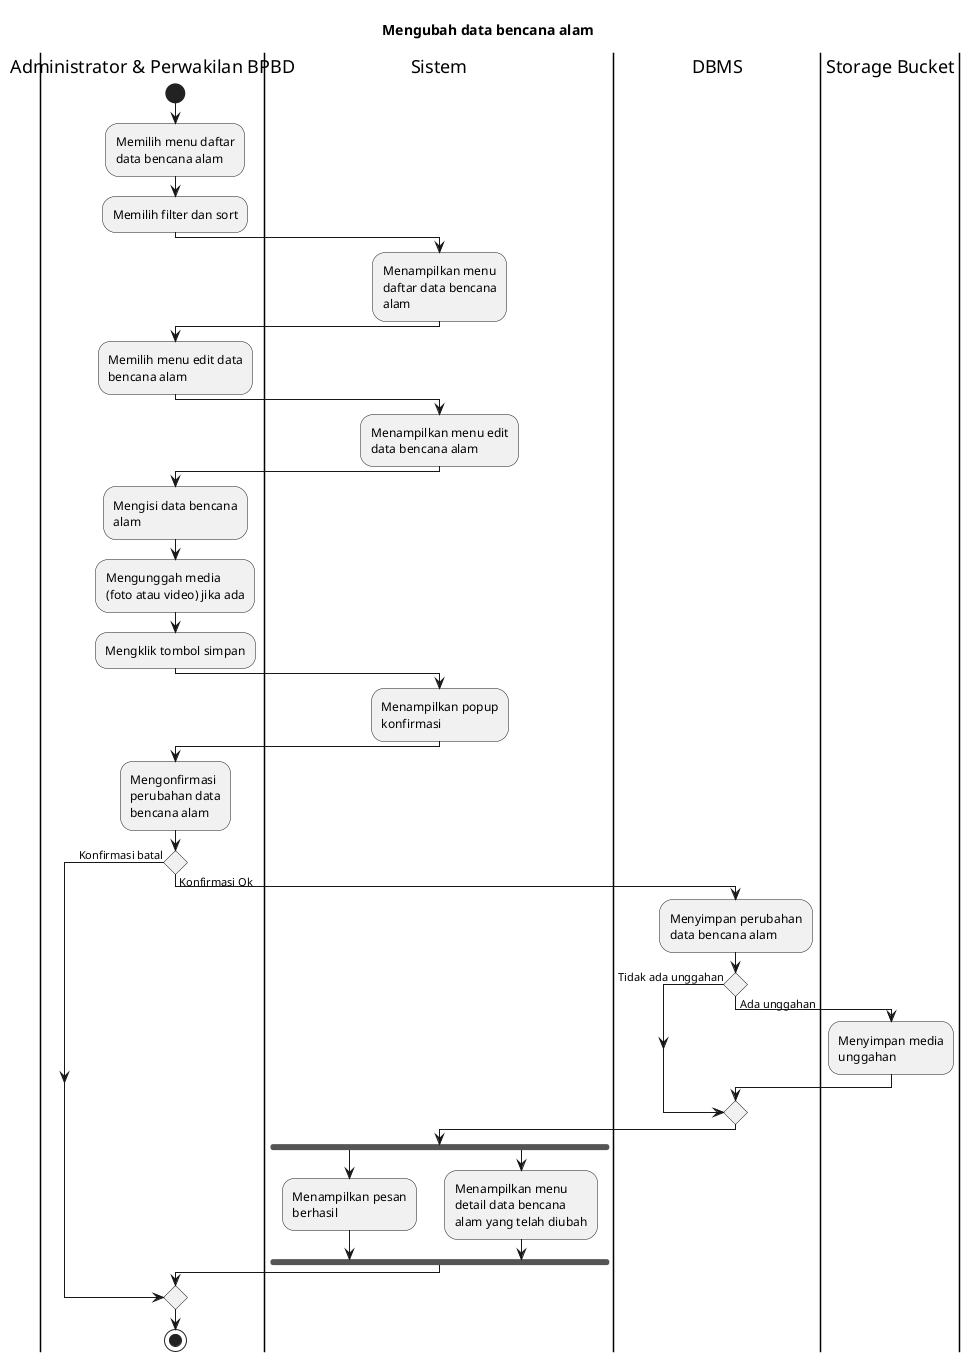 Mengubah data bencana alam
Administrator & Perwakilan BPBD
Sistem
DBMS
Storage Bucket
Memilih menu daftar
data bencana alam
Memilih filter dan sort
Menampilkan menu
daftar data bencana
alam
Memilih menu edit data
bencana alam
Menampilkan menu edit
data bencana alam
Mengisi data bencana
alam
Mengunggah media
(foto atau video) jika ada
Mengklik tombol simpan
Menampilkan popup
konfirmasi
Mengonfirmasi
perubahan data
bencana alam
Konfirmasi batal
Konfirmasi Ok
Menyimpan perubahan
data bencana alam
Tidak ada unggahan
Ada unggahan
Menyimpan media
unggahan
Menampilkan pesan
berhasil
Menampilkan menu
detail data bencana
alam yang telah diubah